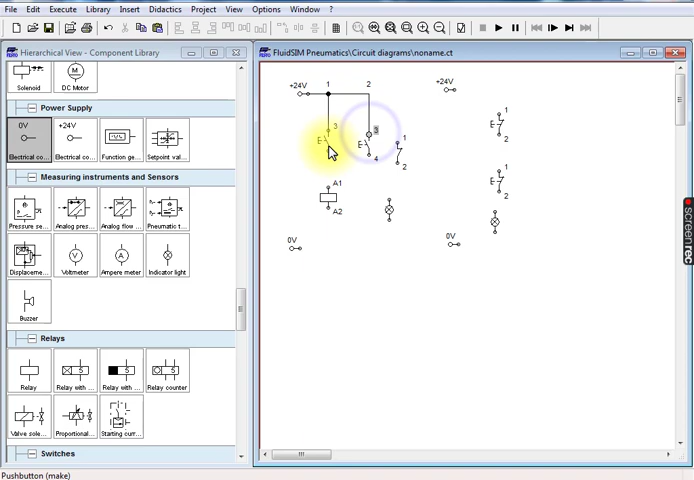 File Edit Execute Library Insert Didactics Project View Options Window ?
Hierarchical View - Component Library
Solenoid DC Motor
Power Supply
0V +24V
Electrical co... Electrical co... Function ge... Setpoint val...
Measuring instruments and Sensors
Pressure se... Analog pres... Analog flow ... Pneumatic t...
Displaceme... Voltmeter Ampere meter Indicator light
Buzzer
Relays
Relay Relay with ... Relay with ... Relay counter
Valve sole... Proportional... Starting curr...
Switches
FluidSIM Pneumatics\Circuit diagrams\noname.ct
+24V 1 2 +24V
3 3 1 1
4 2 2
A1 1
A2 2
0V 0V
screenrec
Pushbutton (make)